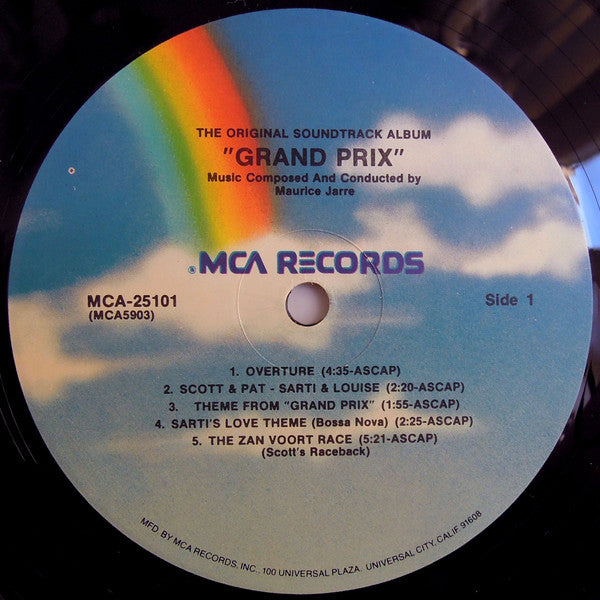 THE ORIGINAL SOUNDTRACK ALBUM
"GRAND PRIX"
Music Composed And Conducted by
Maurice Jarre
®MCA RECORDS
MCA-25101
(MCA5903)
Side 1
1. OVERTURE (4:35-ASCAP)
2. SCOTT & PAT - SARTI & LOUISE (2:20-ASCAP)
3. THEME FROM "GRAND PRIX" (1:55-ASCAP)
4. SARTI'S LOVE THEME (Bossa Nova) (2:25-ASCAP)
5. THE ZAN VOORT RACE (5:21-ASCAP)
(Scott's Raceback)
MFD. BY MCA RECORDS, INC., 100 UNIVERSAL PLAZA. UNIVERSAL CITY, CALIF. 91608